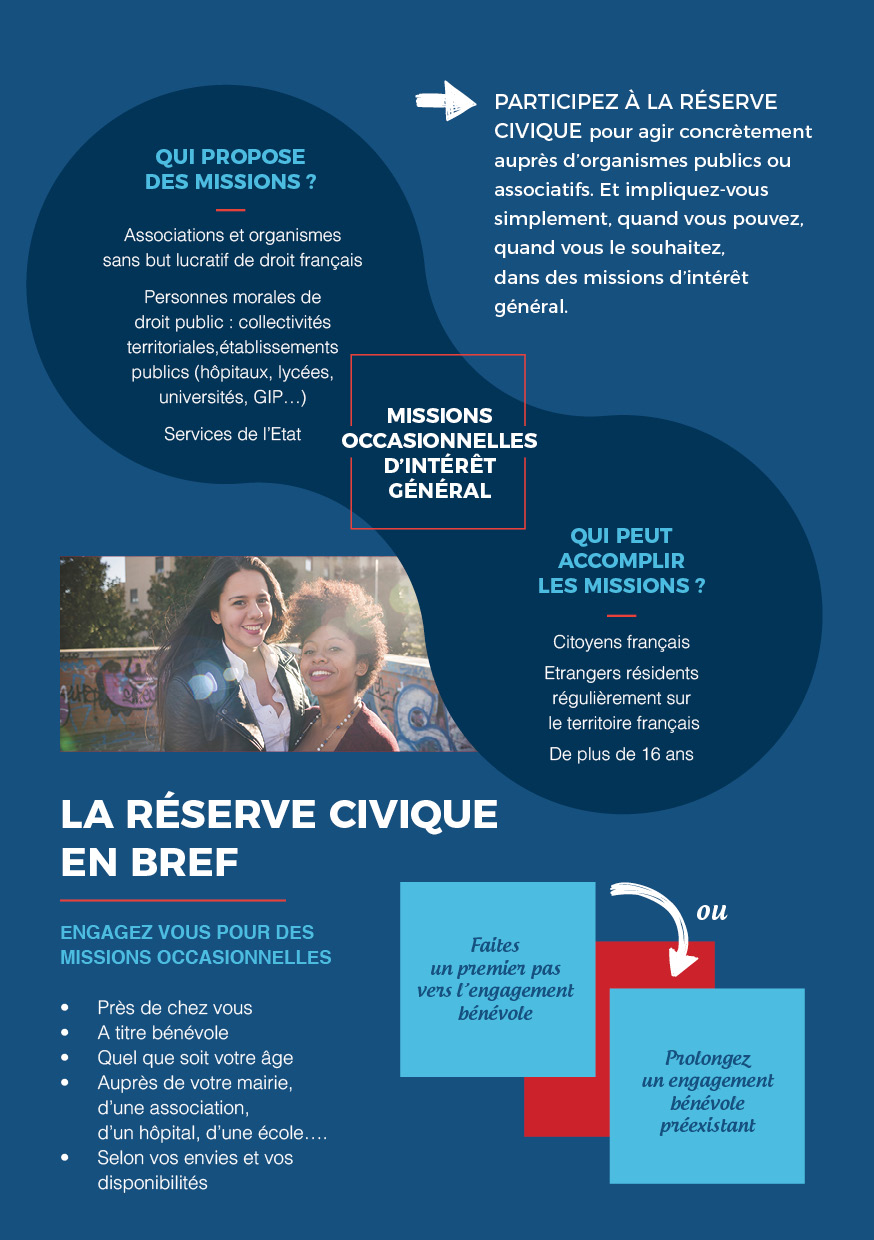 PARTICIPEZ À LA RÉSERVE
CIVIQUE pour agir concrètement
auprès d'organismes publics ou
associatifs. Et impliquez-vous
simplement, quand vous pouvez,
quand vous le souhaitez,
dans des missions d'intérêt
général.
QUI PROPOSE
DES MISSIONS ?
Associations et organismes
sans but lucratif de droit français
Personnes morales de
droit public : collectivités
territoriales,établissements
publics (hôpitaux, lycées,
universités, GIP…)
Services de l'Etat
MISSIONS
OCCASIONNELLES
D'INTÉRÊT
GÉNÉRAL
QUI PEUT
ACCOMPLIR
LES MISSIONS ?
Citoyens français
Etrangers résidents
régulièrement sur
le territoire français
De plus de 16 ans
LA RÉSERVE CIVIQUE
EN BREF
ENGAGEZ VOUS POUR DES
MISSIONS OCCASIONNELLES
• Près de chez vous
• A titre bénévole
• Quel que soit votre âge
• Auprès de votre mairie,
d'une association,
d'un hôpital, d'une école….
• Selon vos envies et vos
disponibilités
Faites
un premier pas
vers l'engagement
bénévole
ou
Prolongez
un engagement
bénévole
préexistant